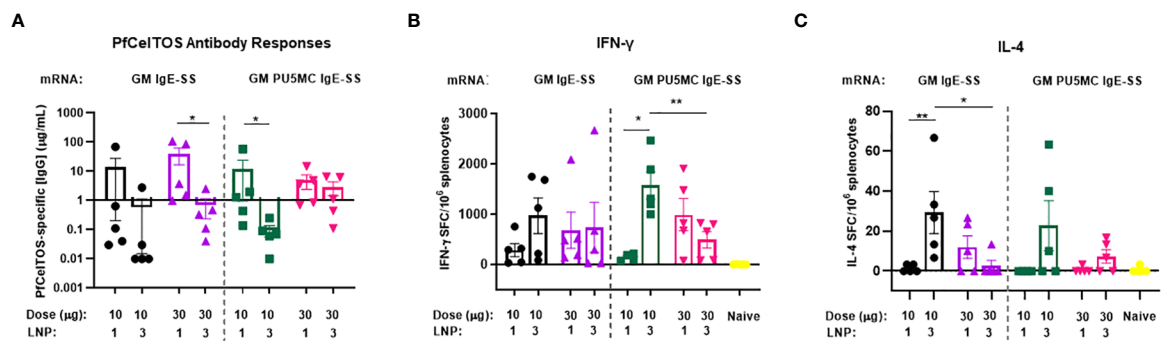 A
PfCelTOS Antibody Responses
mRNA: GM IgE-SS GM PU5MC IgE-SS
PfCelTOS-specific [IgG] (µg/mL)
1000
100
10
1
0.1
0.01
0.001
* *
Dose (µg): 10 10 30 30 10 10 30 30
LNP: 1 3 1 3 1 3 1 3
B
IFN-γ
mRNA: GM IgE-SS GM PU5MC IgE-SS
IFN-γ SFC/10⁶ splenocytes
3000
2000
1000
0
* **
Dose (µg): 10 10 30 30 10 10 30 30 Naive
LNP: 1 3 1 3 1 3 1 3
C
IL-4
mRNA: GM IgE-SS GM PU5MC IgE-SS
IL-4 SFC/10⁶ splenocytes
80
60
40
20
0
** *
Dose (µg): 10 10 30 30 10 10 30 30 Naive
LNP: 1 3 1 3 1 3 1 3